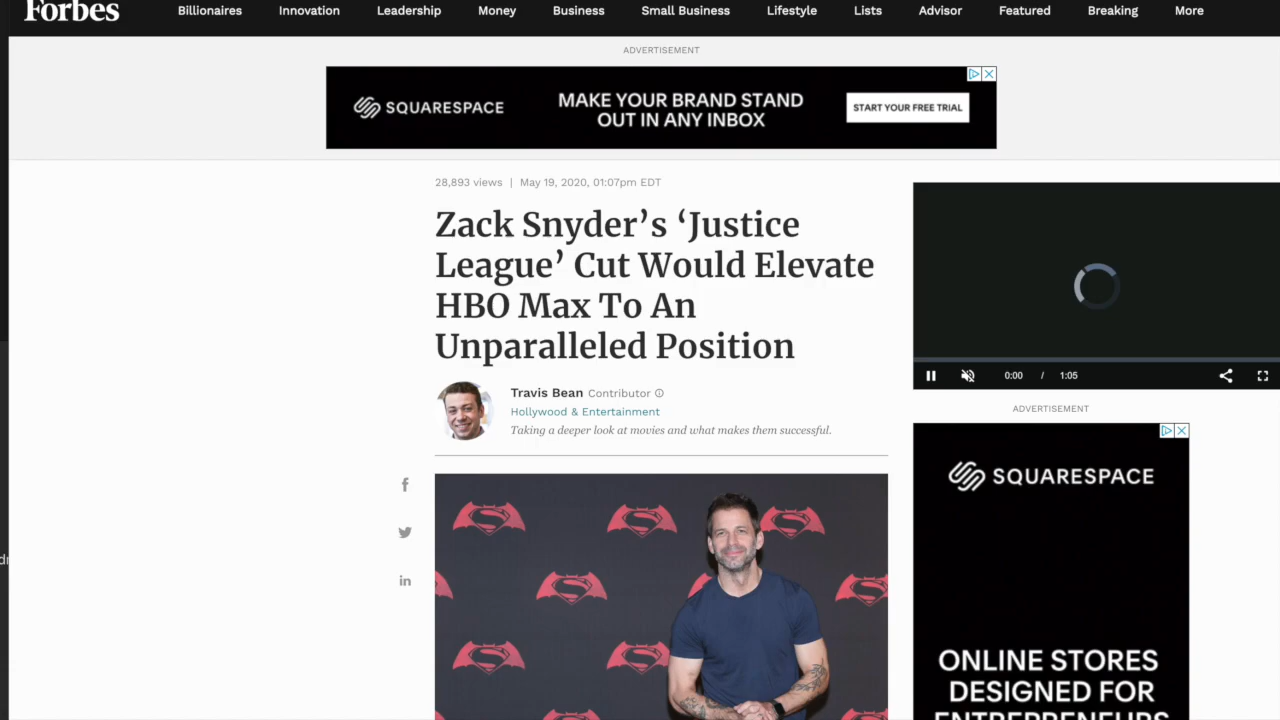 Forbes
Billionaires Innovation Leadership Money Business Small Business Lifestyle Lists Advisor Featured Breaking More
ADVERTISEMENT
SQUARESPACE
MAKE YOUR BRAND STAND
OUT IN ANY INBOX
START YOUR FREE TRIAL
28,893 views | May 19, 2020, 01:07pm EDT
Zack Snyder’s ‘Justice
League’ Cut Would Elevate
HBO Max To An
Unparalleled Position
Travis Bean Contributor
Hollywood & Entertainment
Taking a deeper look at movies and what makes them successful.
0:00 / 1:05
ADVERTISEMENT
SQUARESPACE
ONLINE STORES
DESIGNED FOR
ENTREPRENEURS